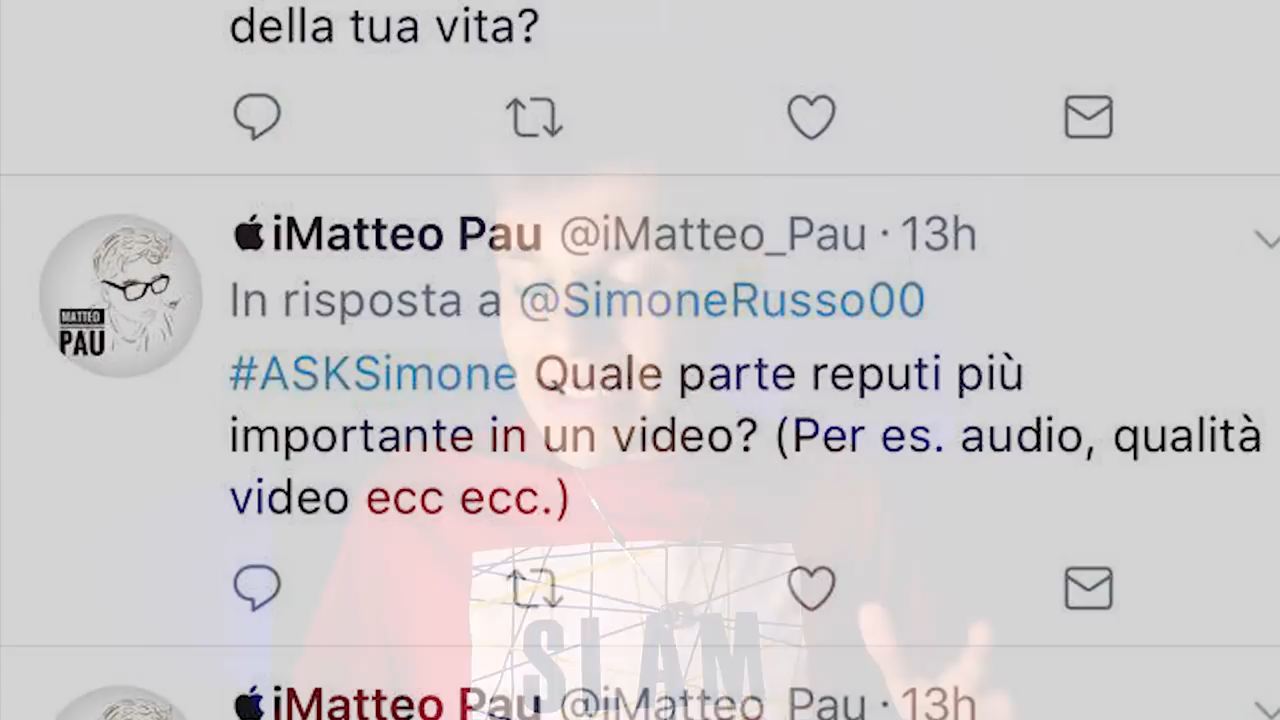 della tua vita?
iMatteo Pau @iMatteo_Pau · 13h
In risposta a @SimoneRusso00
MATTEO
PAU
#ASKSimone Quale parte reputi più
importante in un video? (Per es. audio, qualità
video ecc ecc.)
SLAM
iMatteo Pau @iMatteo_Pau · 13h